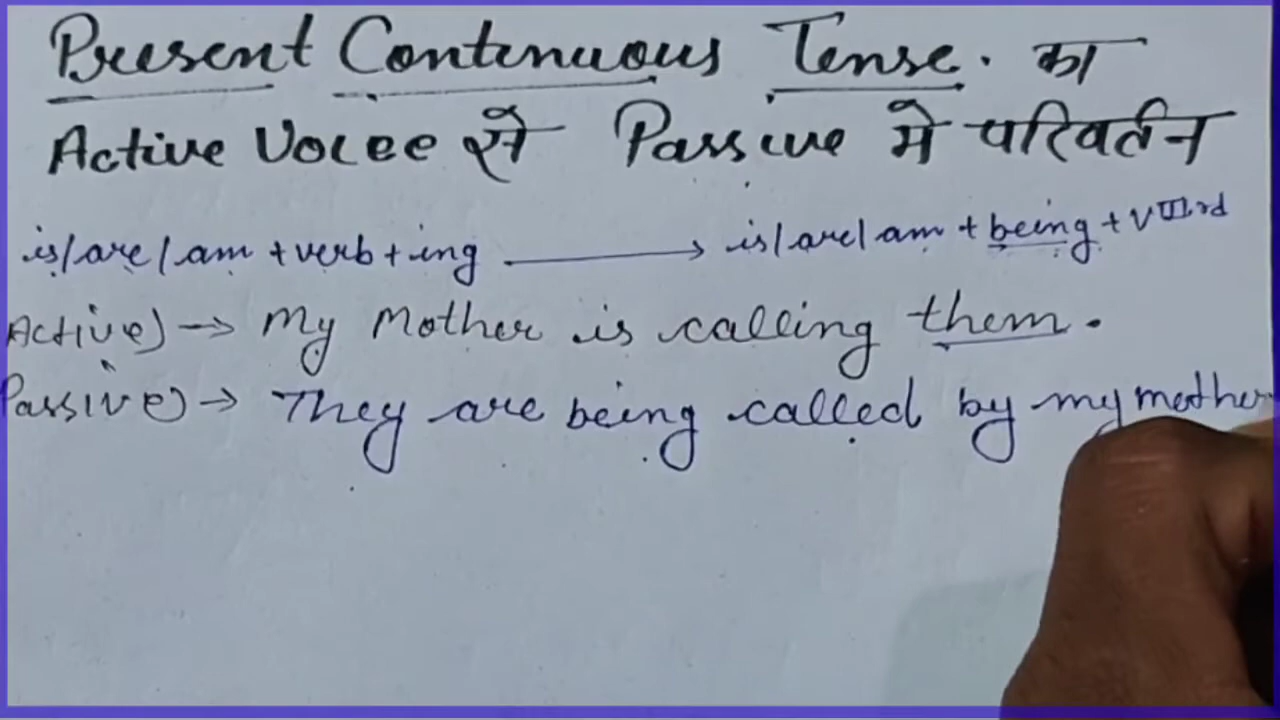 Present Continuous Tense. का
Active Voice से Passive मे परिवर्तन
is/are/am + verb + ing ⟶ is/are/am + being + V IIIrd
Active) → My Mother is calling them.
Passive) → They are being called by my mother